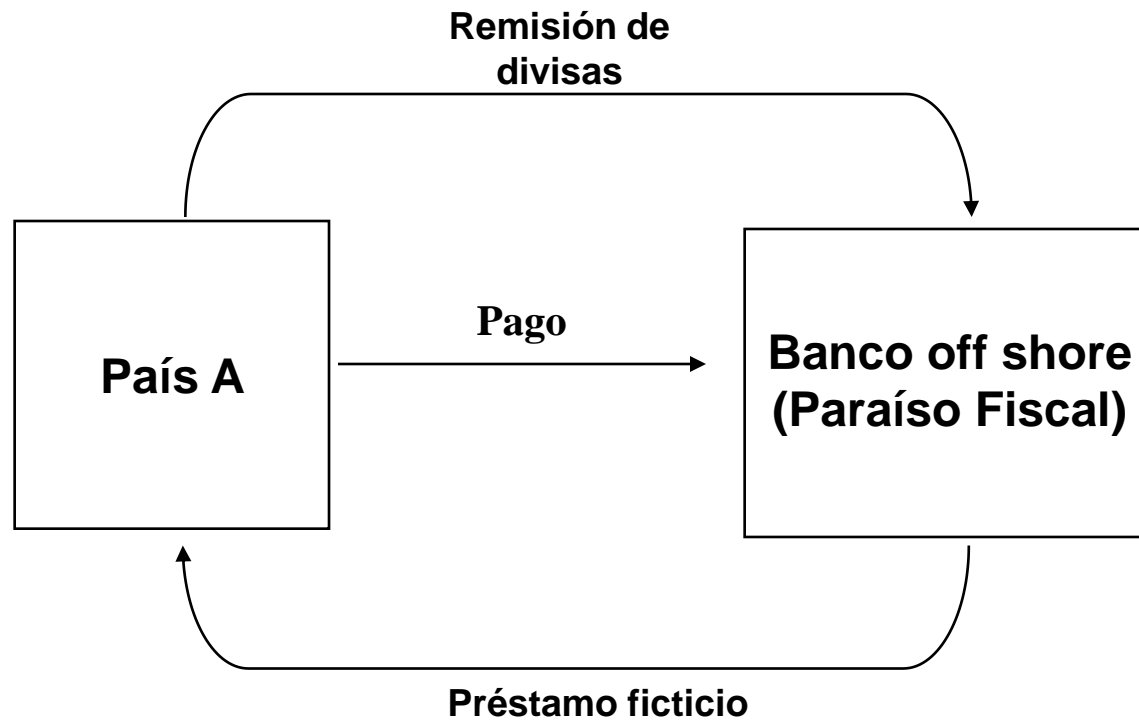 Remisión de
divisas
Pago
País A
Banco off shore
(Paraíso Fiscal)
Préstamo ficticio